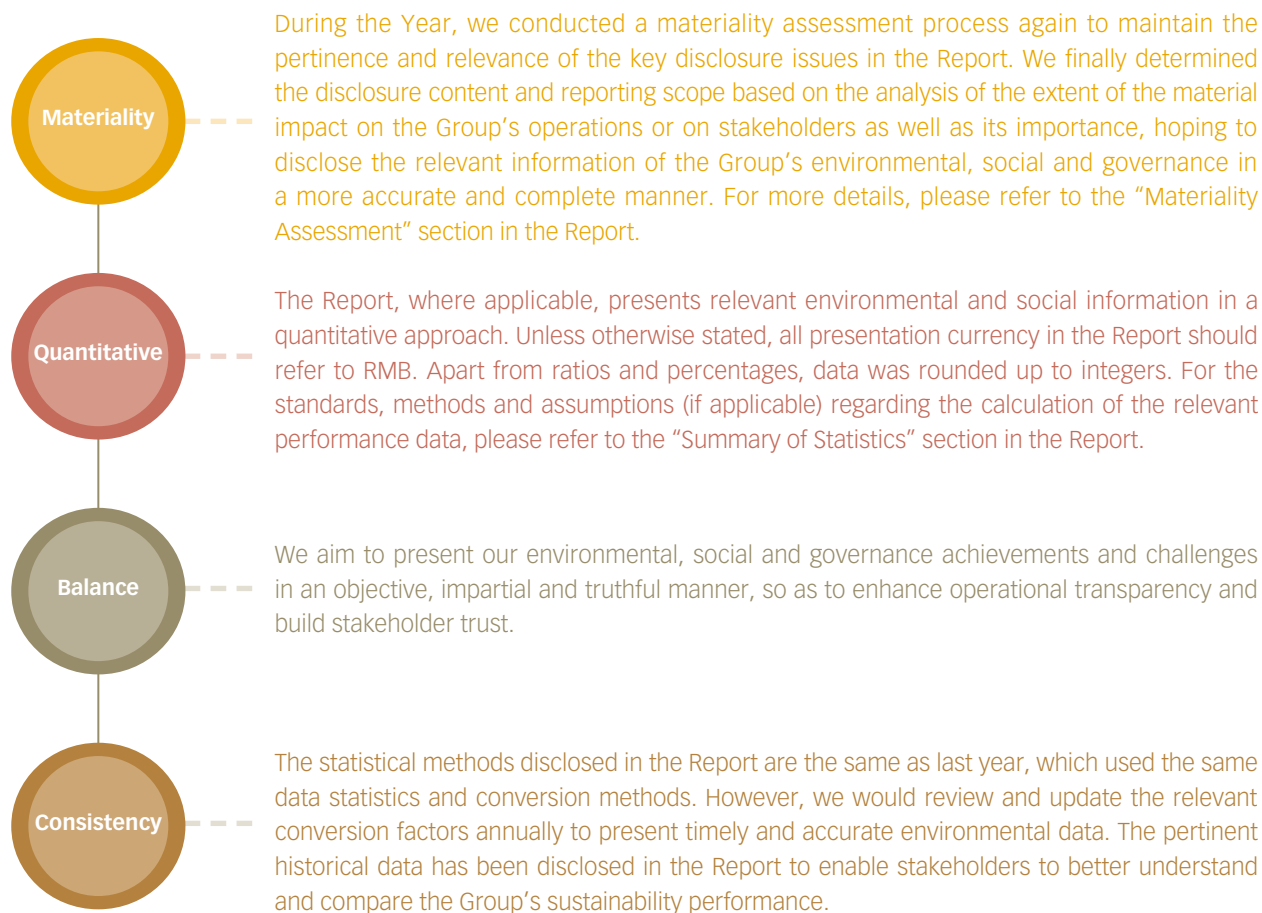 During the Year, we conducted a materiality assessment process again to maintain the
pertinence and relevance of the key disclosure issues in the Report. We finally determined
the disclosure content and reporting scope based on the analysis of the extent of the material
Materiality
impact on the Group's operations or on stakeholders as well as its importance, hoping to
disclose the relevant information of the Group's environmental, social and governance in
a more accurate and complete manner. For more details, please refer to the “Materiality
Assessment” section in the Report.
The Report, where applicable, presents relevant environmental and social information in a
quantitative approach. Unless otherwise stated, all presentation currency in the Report should
Quantitative
refer to RMB. Apart from ratios and percentages, data was rounded up to integers. For the
standards, methods and assumptions (if applicable) regarding the calculation of the relevant
performance data, please refer to the “Summary of Statistics” section in the Report.
We aim to present our environmental, social and governance achievements and challenges
Balance
in an objective, impartial and truthful manner, so as to enhance operational transparency and
build stakeholder trust.
The statistical methods disclosed in the Report are the same as last year, which used the same
data statistics and conversion methods. However, we would review and update the relevant
Consistency
conversion factors annually to present timely and accurate environmental data. The pertinent
historical data has been disclosed in the Report to enable stakeholders to better understand
and compare the Group's sustainability performance.